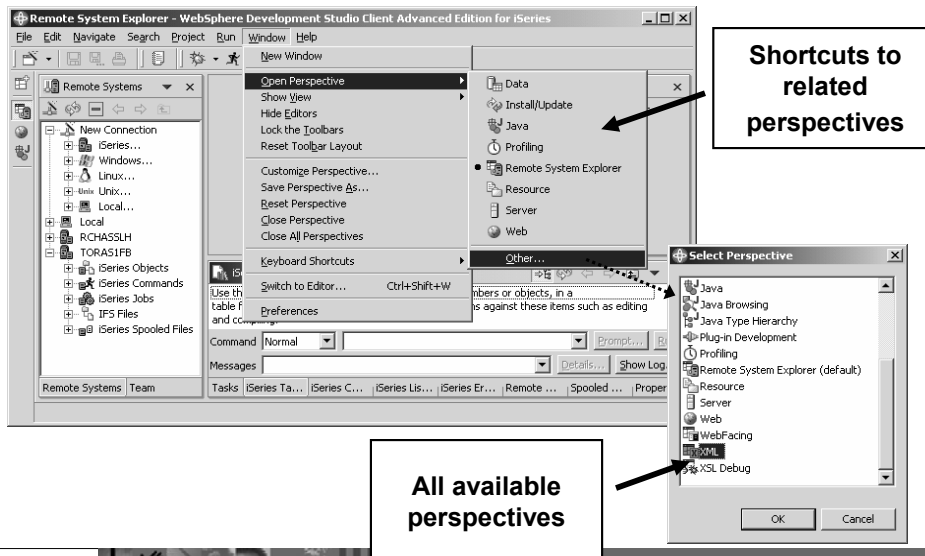 Remote System Explorer - WebSphere Development Studio Client Advanced Edition for iSeries
File Edit Navigate Search Project Run Window Help
Remote Systems
New Connection
iSeries...
Windows...
Linux...
Unix Unix...
Local...
Local
RCHASSLH
TORAS1FB
iSeries Objects
iSeries Commands
iSeries Jobs
IFS Files
iSeries Spooled Files
Remote Systems Team
New Window
Open Perspective
Show View
Hide Editors
Lock the Toolbars
Reset Toolbar Layout
Customize Perspective...
Save Perspective As...
Reset Perspective
Close Perspective
Close All Perspectives
Keyboard Shortcuts
Switch to Editor... Ctrl+Shift+W
Preferences
Data
Install/Update
Java
Profiling
Remote System Explorer
Resource
Server
Web
Other...
Shortcuts to
related
perspectives
Use th mbers or objects, in a
table f s against these items such as editing
and
Command Normal Prompt...
Messages Details... Show Log.
Tasks iSeries Ta... iSeries C... iSeries Lis... iSeries Er... Remote ... Spooled ... Proper
Select Perspective
Java
Java Browsing
Java Type Hierarchy
Plug-in Development
Profiling
Remote System Explorer (default)
Resource
Server
Web
WebFacing
XML
XSL Debug
OK Cancel
All available
perspectives